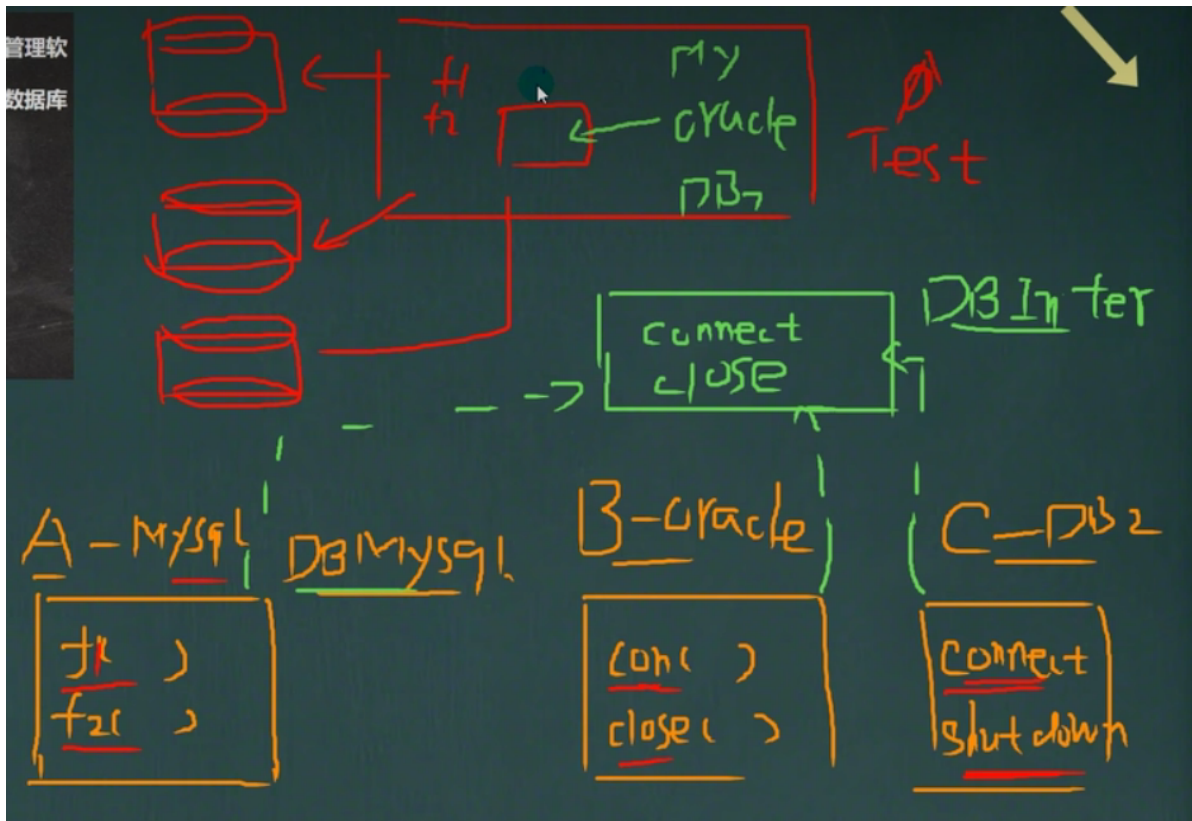 管理软
数据库
f1
f2
My
oracle
DB2
Test
DBInter
connect
close
A-Mysql
DBMysql
B-oracle
C-DB2
f1( )
f2( )
con( )
close( )
connect
shutdown